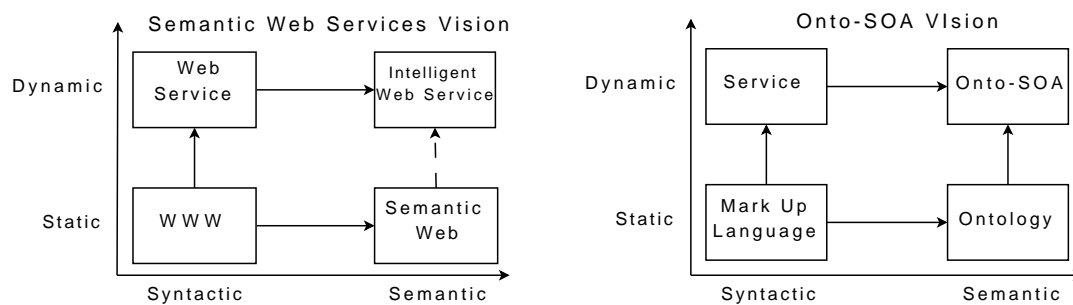 Semantic Web Services Vision
Dynamic
Web
Service
Intelligent
Web Service
Static
WWW
Semantic
Web
Syntactic
Semantic
Onto-SOA VIsion
Dynamic
Service
Onto-SOA
Static
Mark Up
Language
Ontology
Syntactic
Semantic